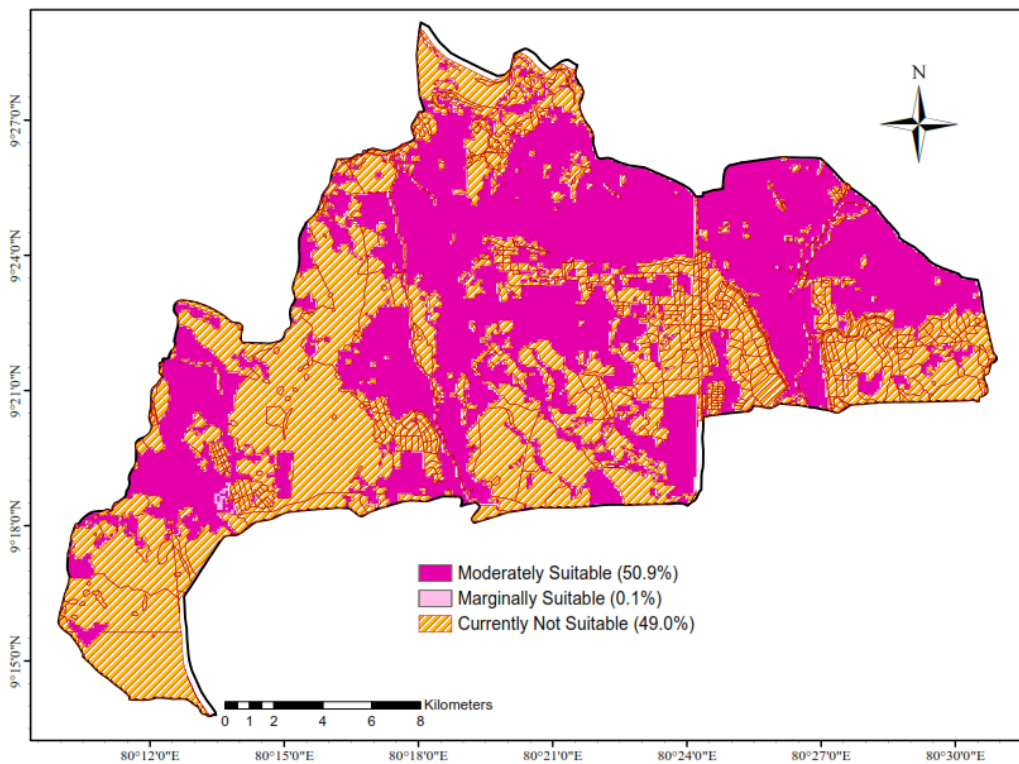 N
9°27'0"N
9°24'0"N
9°21'0"N
9°18'0"N
9°15'0"N
Moderately Suitable (50.9%)
Marginally Suitable (0.1%)
Currently Not Suitable (49.0%)
Kilometers
0 1 2 4 6 8
80°12'0"E 80°15'0"E 80°18'0"E 80°21'0"E 80°24'0"E 80°27'0"E 80°30'0"E